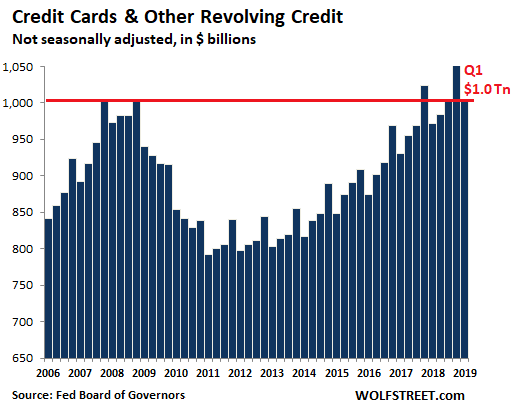 Credit Cards & Other Revolving Credit
Not seasonally adjusted, in $ billions
1,050
1,000
950
900
850
800
750
700
650
Q1
$1.0 Tn
2006 2007 2008 2009 2010 2011 2012 2013 2014 2015 2016 2017 2018 2019
Source: Fed Board of Governors
WOLFSTREET.com